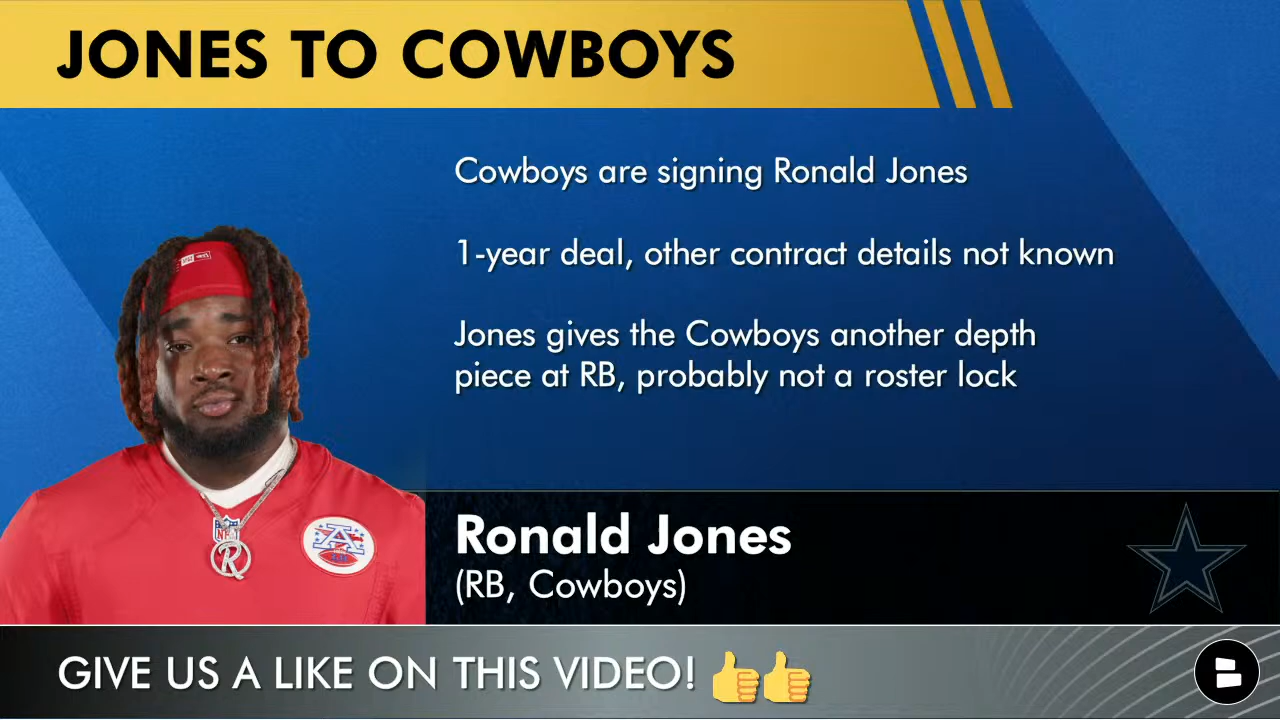 JONES TO COWBOYS
Cowboys are signing Ronald Jones
1-year deal, other contract details not known
Jones gives the Cowboys another depth
piece at RB, probably not a roster lock
NFL
R
A
Ronald Jones
(RB, Cowboys)
GIVE US A LIKE ON THIS VIDEO!